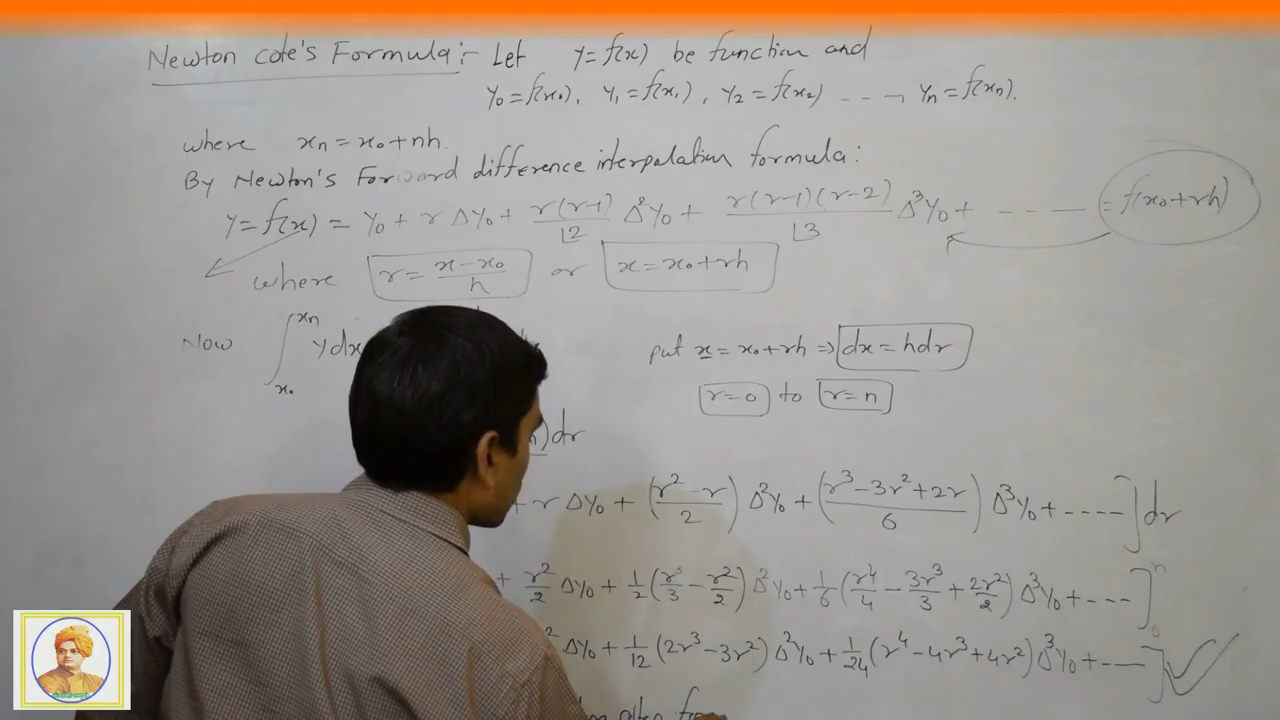 Newton cote's Formula:- Let y=f(x) be function and
y₀=f(x₀), y₁=f(x₁), y₂=f(x₂) ---, yₙ=f(xₙ).
where xₙ=x₀+nh.
By Newton's Forward difference interpolation formula:
y=f(x) = y₀ + r Δy₀ + r(r-1)/⌊2 Δ²y₀ + r(r-1)(r-2)/⌊3 Δ³y₀ + ---- = f(x₀+rh)
where r = (x-x₀)/h or x=x₀+rh
Now ∫ₓ₀^xₙ y dx put x=x₀+rh ⇒ dx=hdr
r=0 to r=n
)dr
+ r Δy₀ + ((r²-r)/2) Δ²y₀ + ((r³-3r²+2r)/6) Δ³y₀ + ----]dr
+ r²/2 Δy₀ + 1/2 (r³/3 - r²/2) Δ²y₀ + 1/6 (r⁴/4 - 3r³/3 + 2r²/2) Δ³y₀ + ---]₀ⁿ
² Δy₀ + 1/12 (2r³-3r²) Δ²y₀ + 1/24 (r⁴-4r³+4r²) Δ³y₀ + ---]